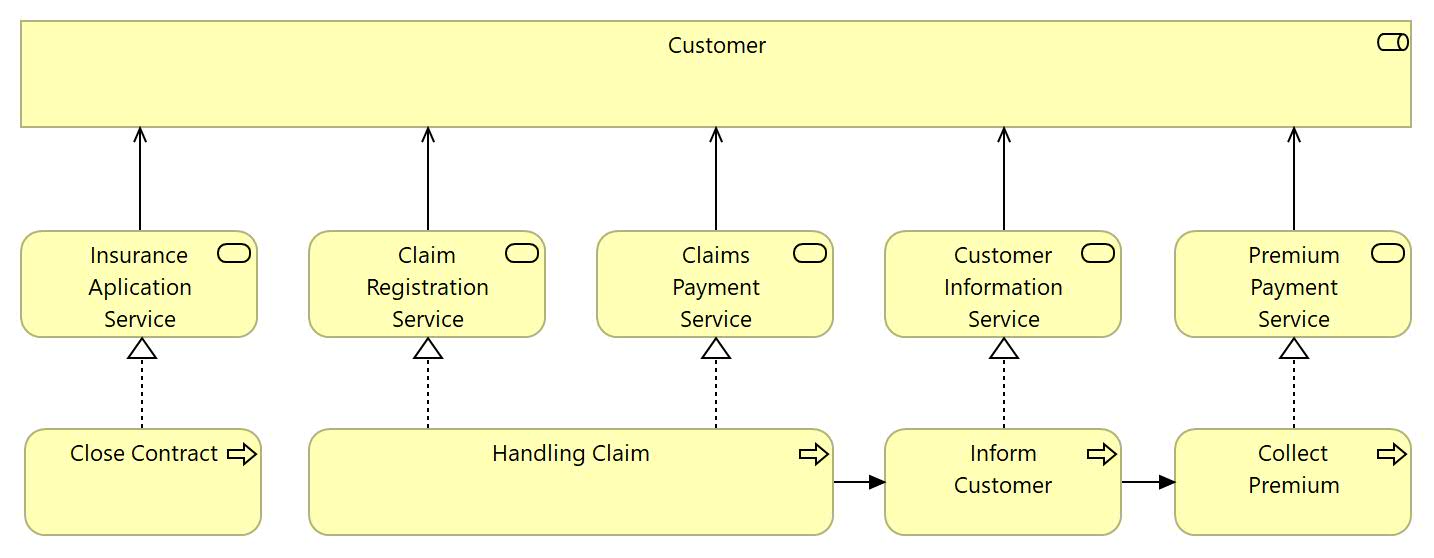 Customer
Insurance
Aplication
Service
Claim
Registration
Service
Claims
Payment
Service
Customer
Information
Service
Premium
Payment
Service
Close Contract
Handling Claim
Inform
Customer
Collect
Premium